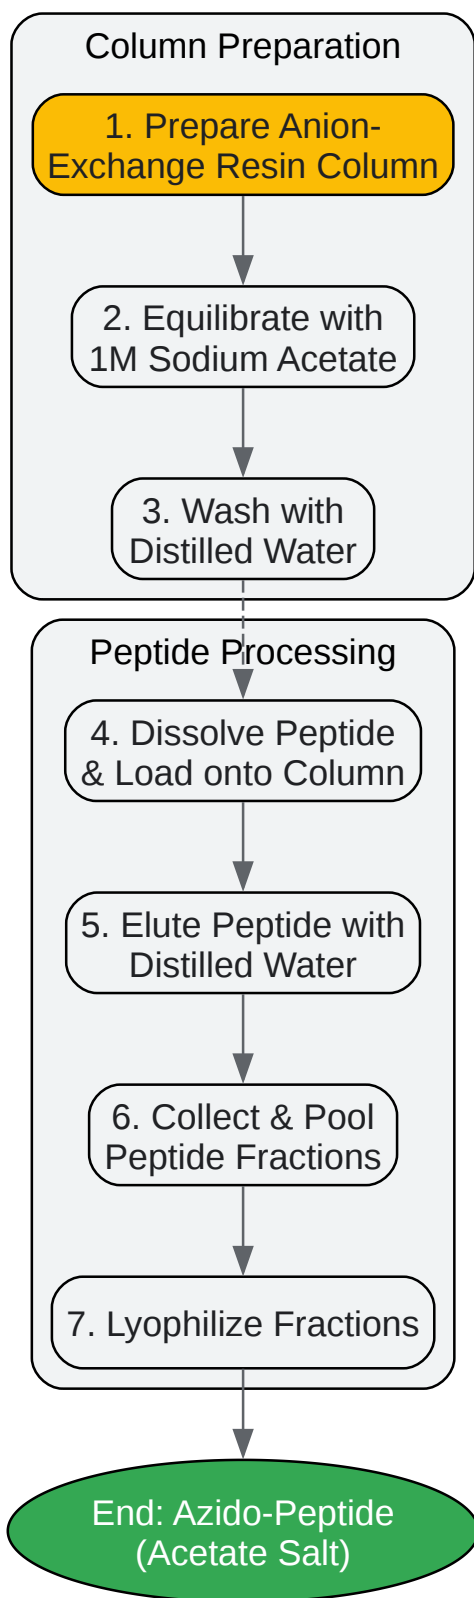 Column Preparation
1. Prepare Anion-
Exchange Resin Column
2. Equilibrate with
1M Sodium Acetate
3. Wash with
Distilled Water
Peptide Processing
4. Dissolve Peptide
& Load onto Column
5. Elute Peptide with
Distilled Water
6. Collect & Pool
Peptide Fractions
7. Lyophilize Fractions
End: Azido-Peptide
(Acetate Salt)